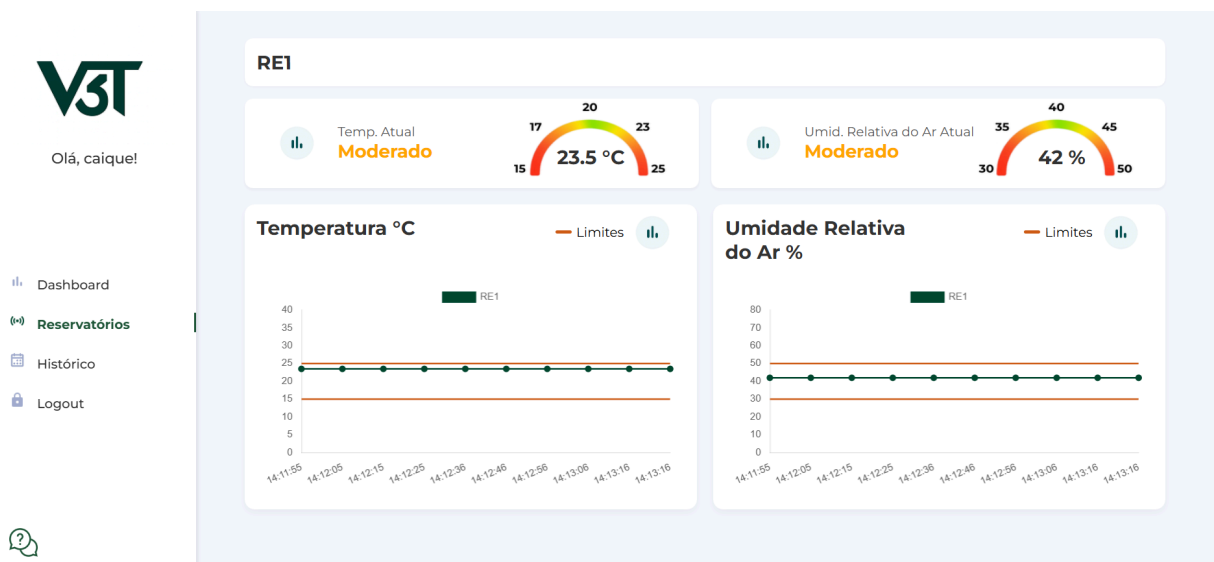 V3T
Olá, caique!
Dashboard
Reservatórios
Histórico
Logout
RE1
Temp. Atual
Moderado
15 17 20 23 25
23.5 °C
Umid. Relativa do Ar Atual
Moderado
30 35 40 45 50
42 %
Temperatura °C
Limites
RE1
40
35
30
25
20
15
10
5
0
14:11:55 14:12:05 14:12:15 14:12:25 14:12:36 14:12:46 14:12:56 14:13:06 14:13:16 14:13:16
Umidade Relativa
do Ar %
Limites
RE1
80
70
60
50
40
30
20
10
0
14:11:55 14:12:05 14:12:15 14:12:25 14:12:36 14:12:46 14:12:56 14:13:06 14:13:16 14:13:16